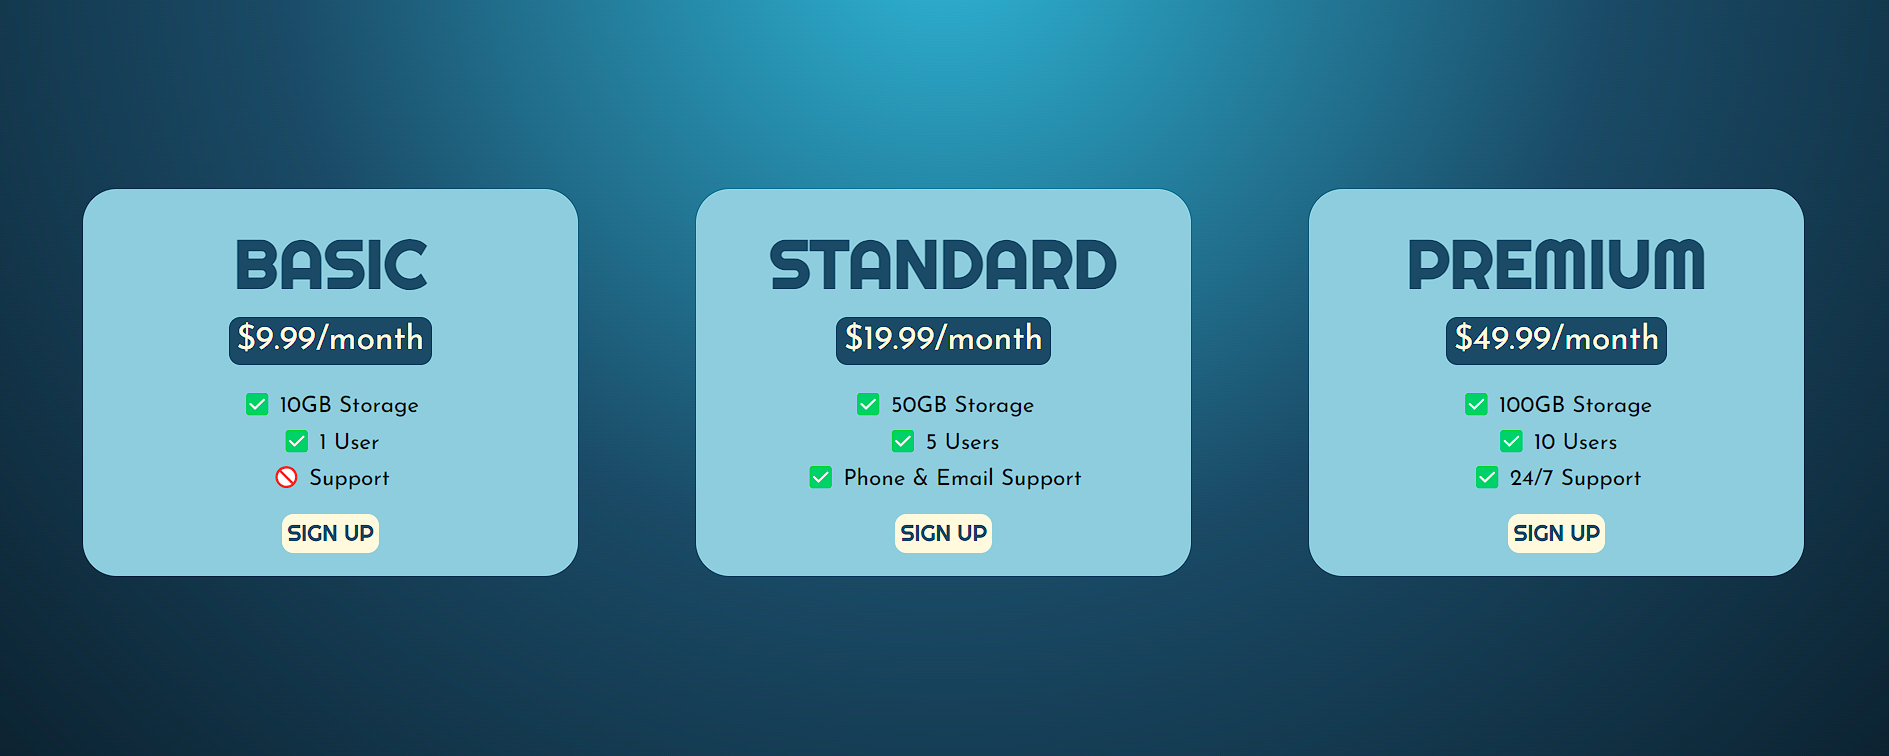 BASIC
$9.99/month
✅ 10GB Storage
✅ 1 User
🚫 Support
SIGN UP
STANDARD
$19.99/month
✅ 50GB Storage
✅ 5 Users
✅ Phone & Email Support
SIGN UP
PREMIUM
$49.99/month
✅ 100GB Storage
✅ 10 Users
✅ 24/7 Support
SIGN UP